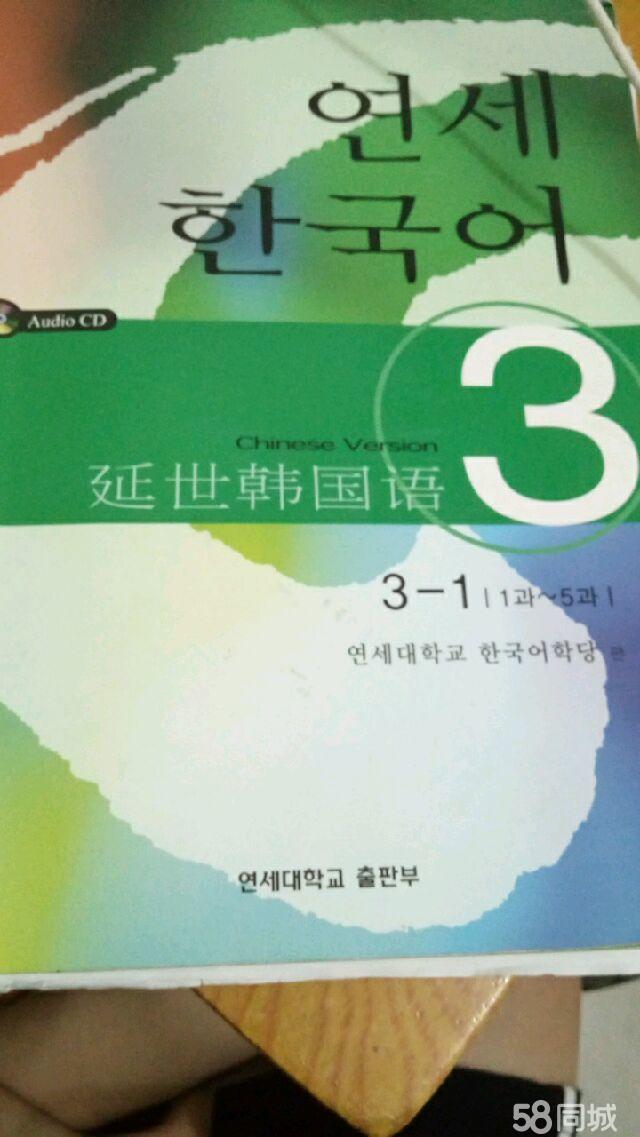 연세
한국어
Audio CD
3
Chinese Version
延世韩国语
3-1 | 1과~5과 |
연세대학교 한국어학당 편
연세대학교 출판부
58同城